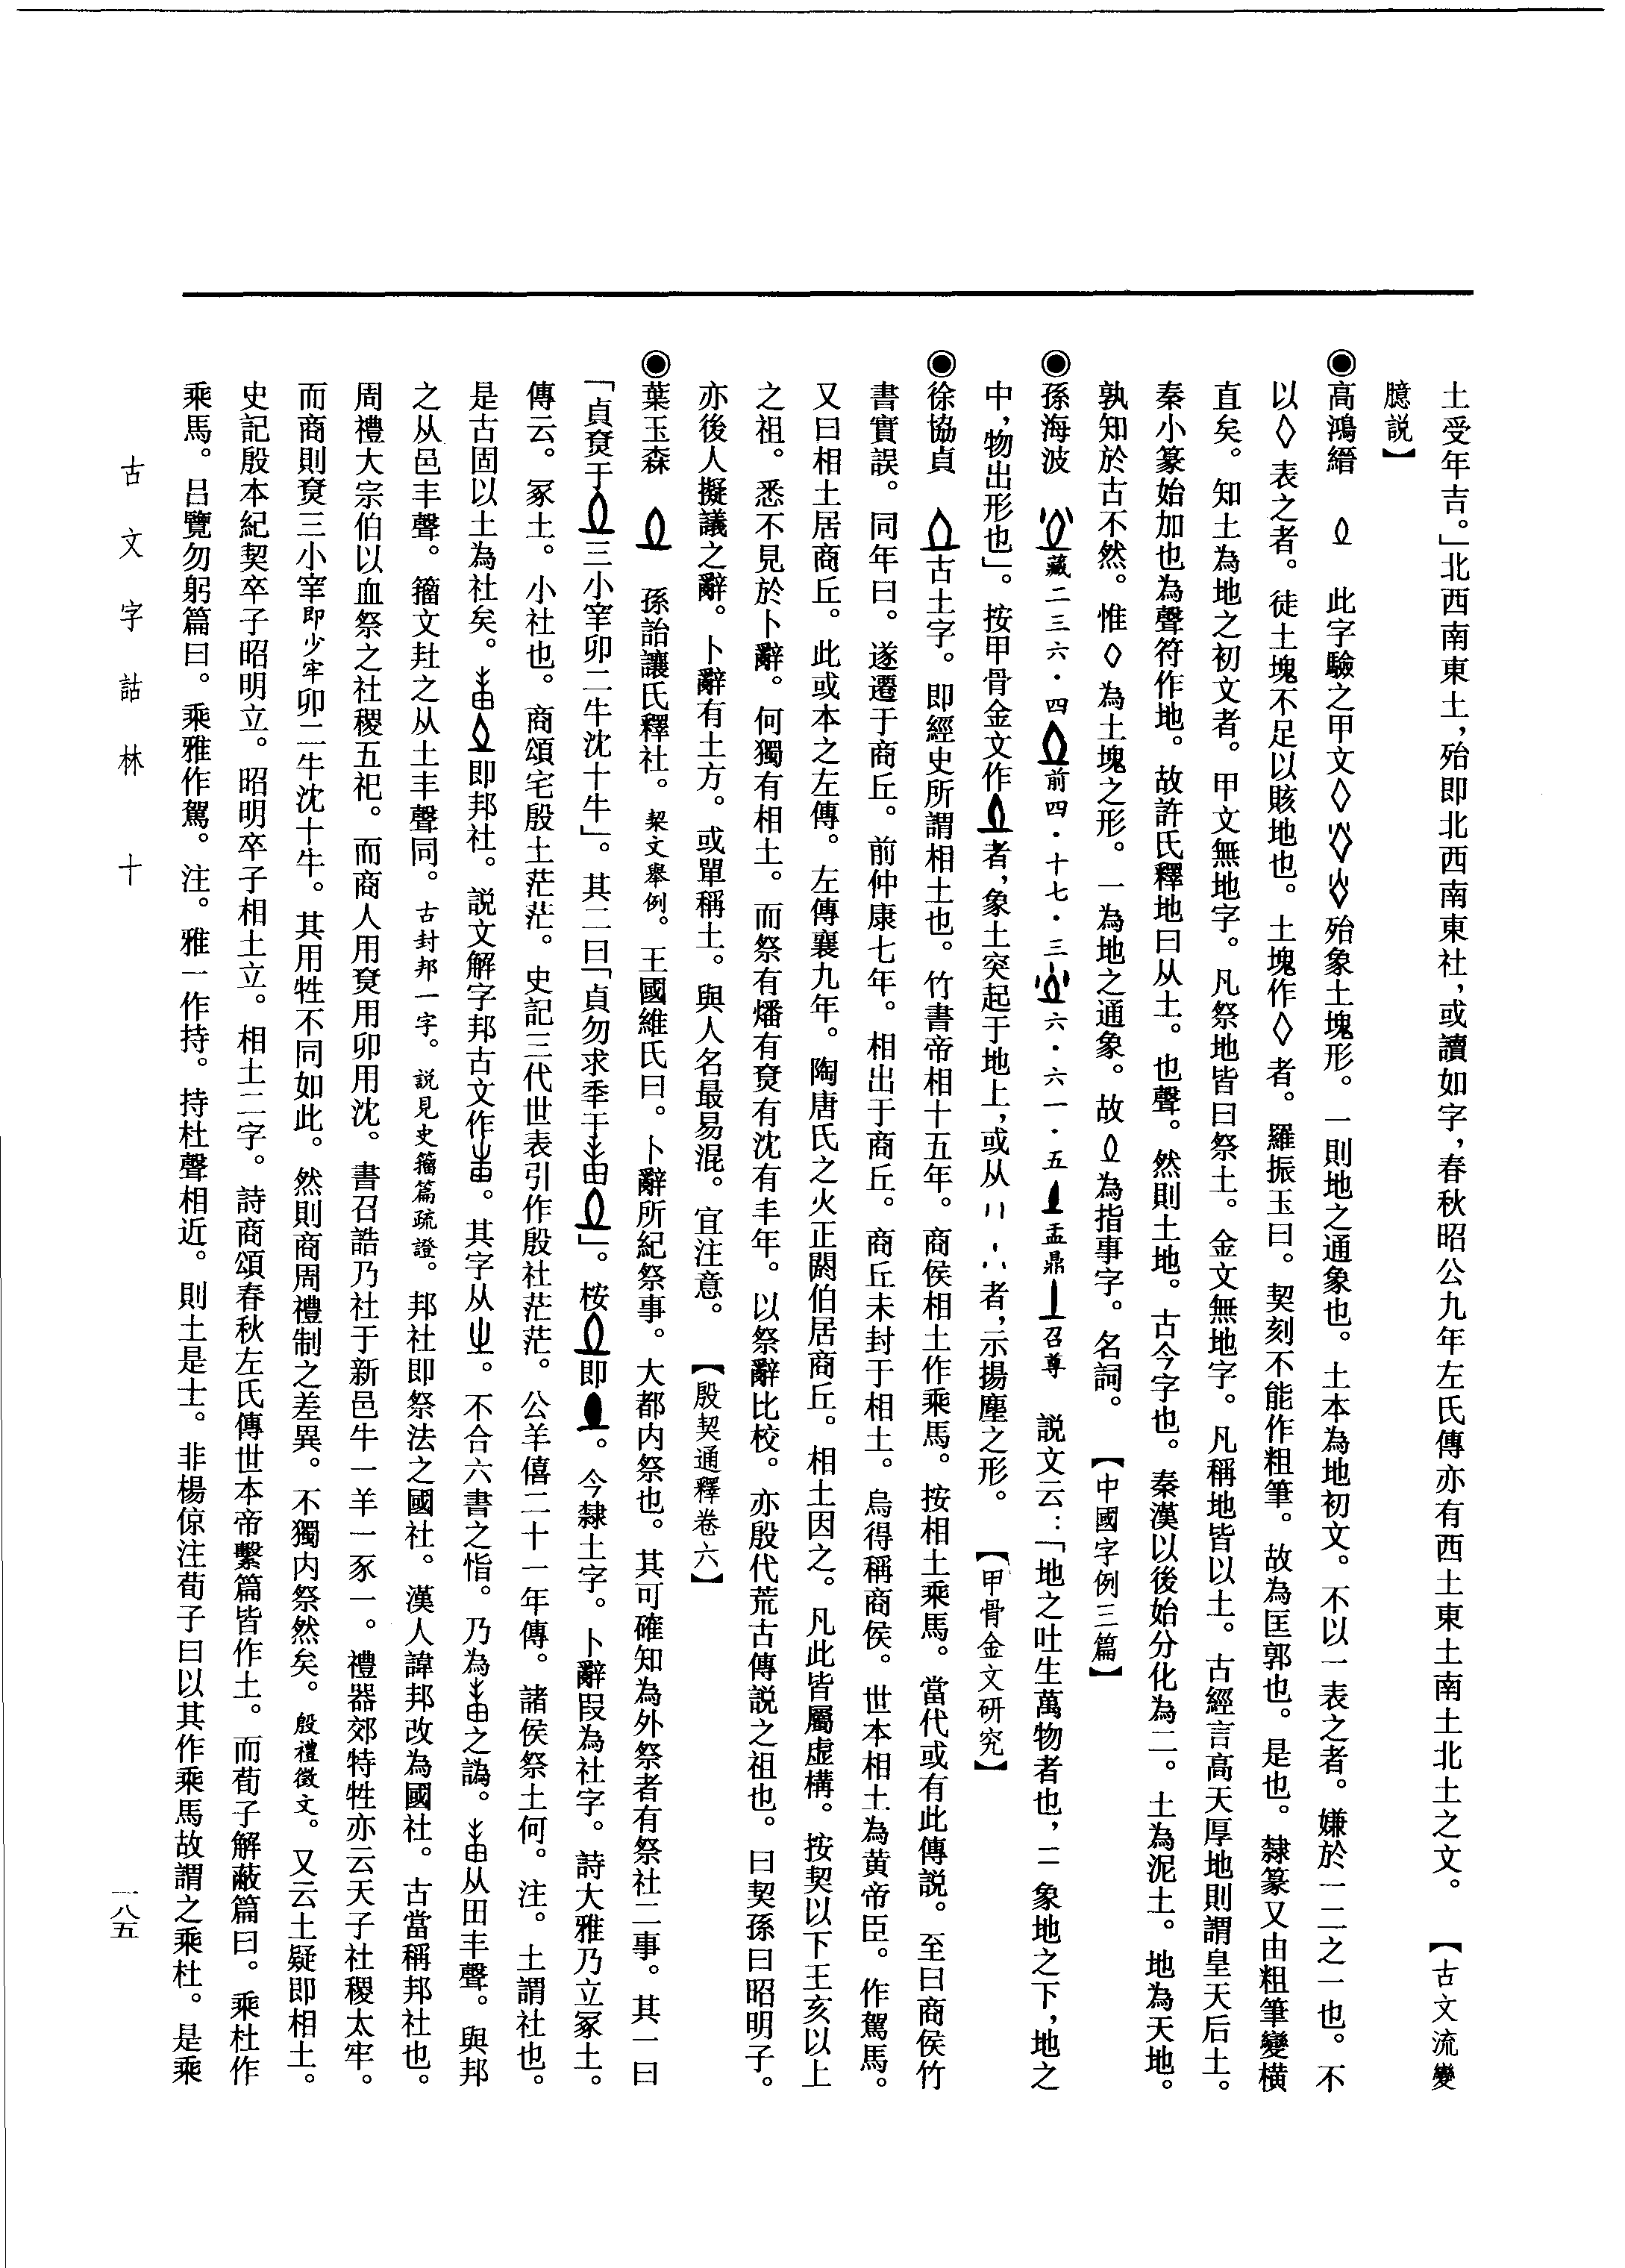 土受年吉。」北西南東土，殆即北西南東社，或讀如字，春秋昭公九年左氏傳亦有西土東土南土北土之文。　【古文流變
臆説】
◉高鴻縉　　此字驗之甲文殆象土塊形。一則地之通象也。土本為地初文。不以一表之者。嫌於一二之一也。不
以◊表之者。徒土塊不足以賅地也。土塊作◊者。羅振玉曰。契刻不能作粗筆。故為匡郭也。是也。隸篆又由粗筆變橫
直矣。知土為地之初文者。甲文無地字。凡祭地皆曰祭土。金文無地字。凡稱地皆以土。古經言高天厚地則謂皇天后土。
秦小篆始加也為聲符作地。故許氏釋地曰从土。也聲。然則土地。古今字也。秦漢以後始分化為二。土為泥土。地為天地。
孰知於古不然。惟◊為土塊之形。一為地之通象。故為指事字。名詞。　【中國字例三篇】
◉孫海波　藏二三六・四　前四・十七・三　六・六一・五　盂鼎　召尊　説文云：「地之吐生萬物者也，二象地之下，地之
中，物出形也」。按甲骨金文作者，象土突起于地上，或从者，示揚塵之形。　【甲骨金文研究】
◉徐協貞　古土字。即經史所謂相土也。竹書帝相十五年。商侯相土作乘馬。按相土乘馬。當代或有此傳説。至曰商侯竹
書實誤。同年曰。遂遷于商丘。前仲康七年。相出于商丘。商丘未封于相土。烏得稱商侯。世本相土為黄帝臣。作駕馬。
又曰相土居商丘。此或本之左傳。左傳襄九年。陶唐氏之火正閼伯居商丘。相土因之。凡此皆屬虛構。按契以下王亥以上
之祖。悉不見於卜辭。何獨有相土。而祭有燔有寮有沈有丰年。以祭辭比校。亦殷代荒古傳説之祖也。曰契孫曰昭明子。
亦後人擬議之辭。卜辭有土方。或單稱土。與人名最易混。宜注意。　【殷契通釋卷六】
◉葉玉森　　孫詒讓氏釋社。栔文舉例。王國維氏曰。卜辭所紀祭事。大都内祭也。其可確知為外祭者有祭社二事。其一曰
「貞寮于三小宰卯二牛沈十牛」。其二曰「貞勿求年于」。桉即。今隸土字。卜辭叚為社字。詩大雅乃立冢土。
傳云。冢土。小社也。商頌宅殷土茫茫。史記三代世表引作殷社茫茫。公羊僖二十一年傳。諸侯祭土何。注。土謂社也。
是古固以土為社矣。即邦社。説文解字邦古文作。其字从。不合六書之恉。乃為之譌。从田丰聲。與邦
之从邑丰聲。籀文𡉚之从土丰聲同。古封邦一字。説見史籀篇疏證。邦社即祭法之國社。漢人諱邦改為國社。古當稱邦社也。
周禮大宗伯以血祭之社稷五祀。而商人用寮用卯用沈。書召誥乃社于新邑牛一羊一豕一。禮器郊特牲亦云天子社稷太牢。
而商則寮三小宰即少牢卯二牛沈十牛。其用牲不同如此。然則商周禮制之差異。不獨内祭然矣。殷禮徵文。又云土疑即相土。
史記殷本紀契卒子昭明立。昭明卒子相土立。相土二字。詩商頌春秋左氏傳世本帝繫篇皆作土。而荀子解蔽篇曰。乘杜作
乘馬。呂覽勿躬篇曰。乘雅作駕。注。雅一作持。持杜聲相近。則土是士。非楊倞注荀子曰以其作乘馬故謂之乘杜。是乘
古文字詁林　十
一八五